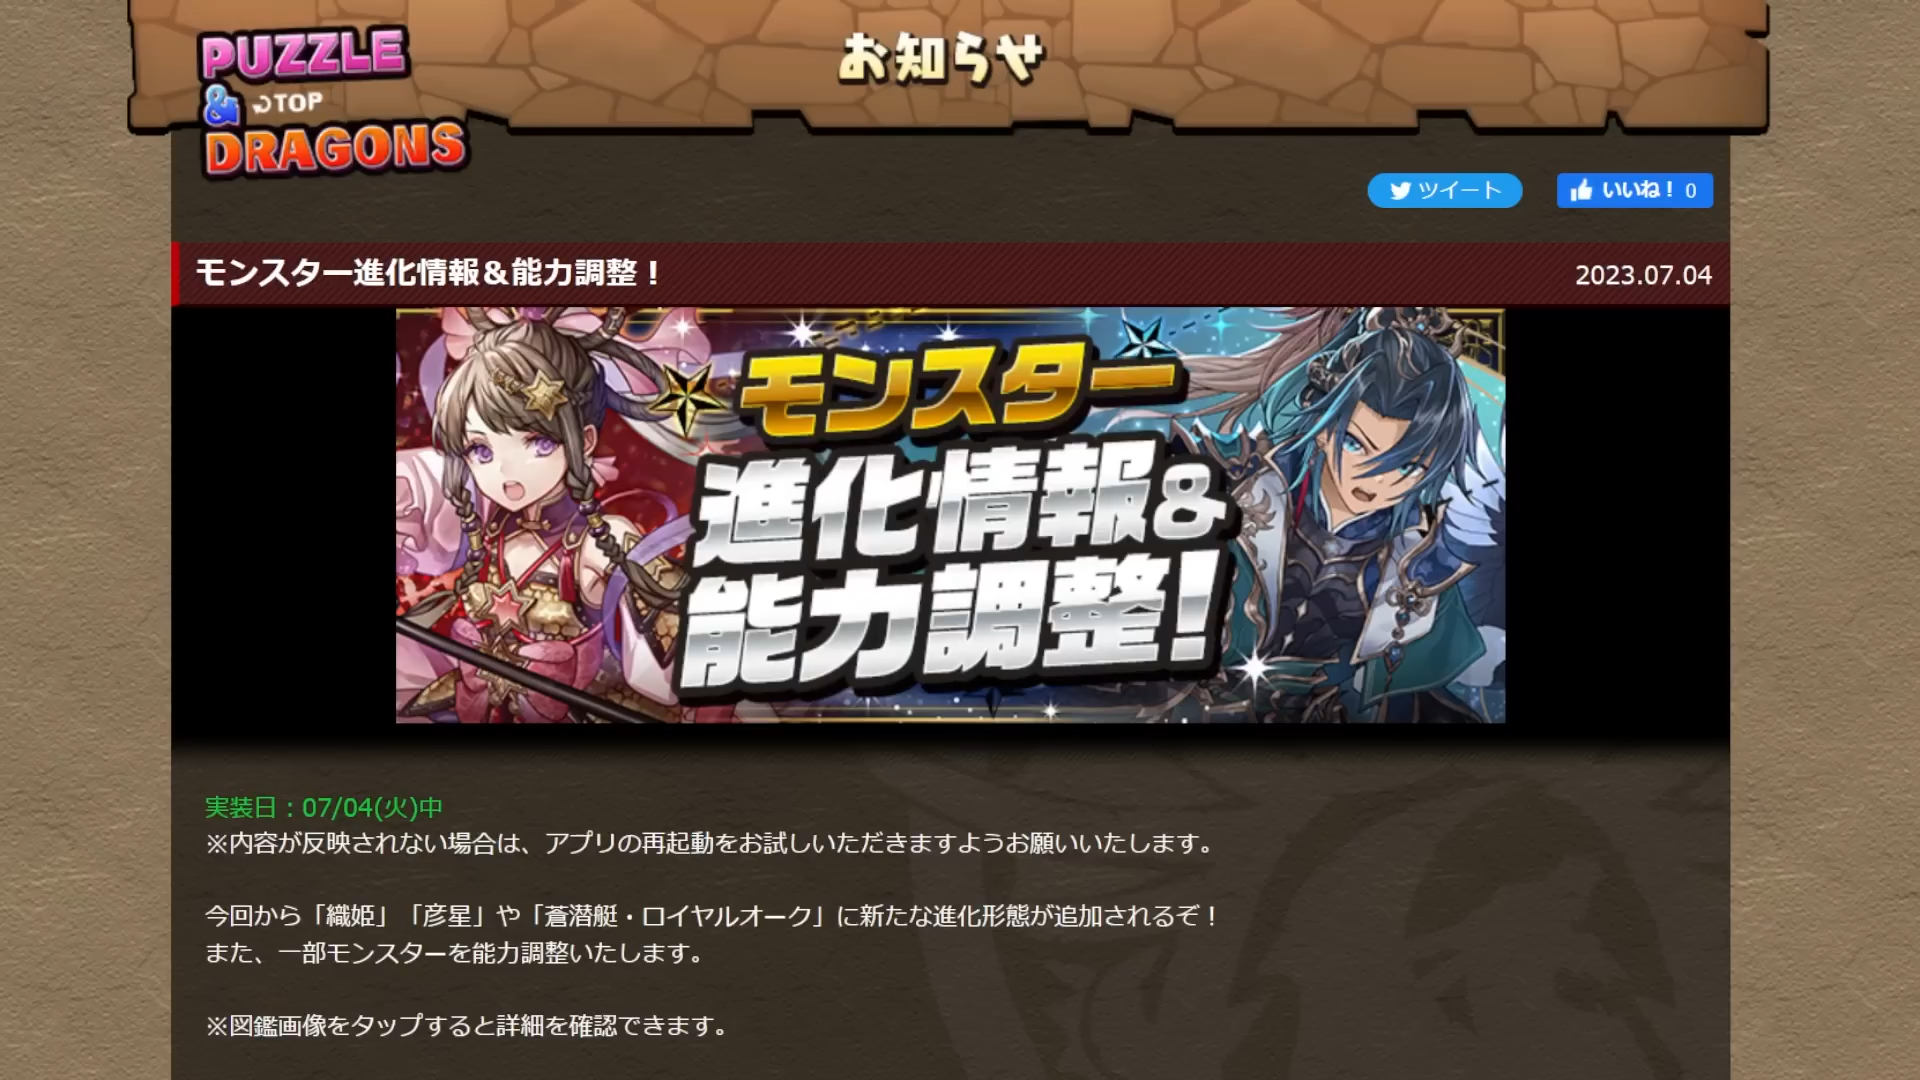 PUZZLE
& TOP
DRAGONS
お知らせ
ツイート
いいね！ 0
モンスター進化情報＆能力調整！
2023.07.04
モンスター
進化情報&
能力調整!
実装日：07/04(火)中
※内容が反映されない場合は、アプリの再起動をお試しいただきますようお願いいたします。
今回から「織姫」「彦星」や「蒼潜艇・ロイヤルオーク」に新たな進化形態が追加されるぞ！
また、一部モンスターを能力調整いたします。
※図鑑画像をタップすると詳細を確認できます。